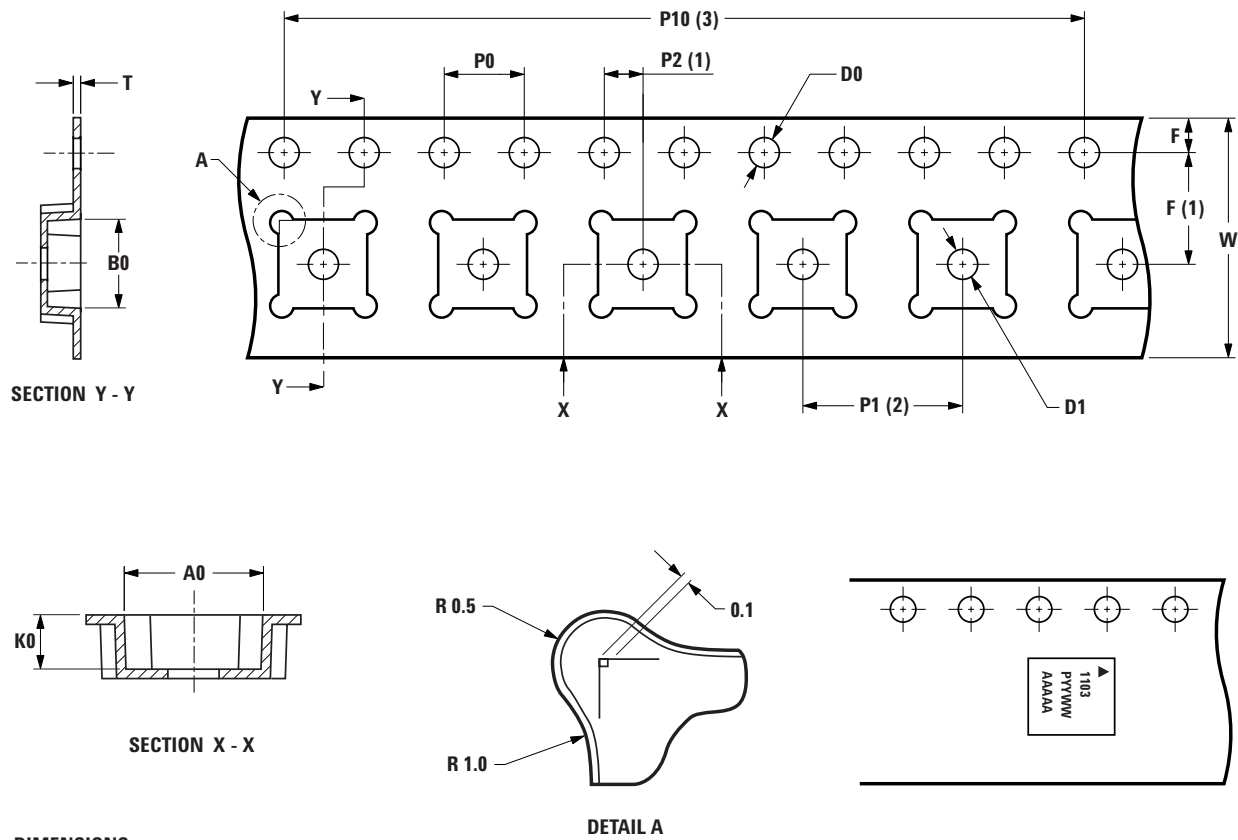 P10 (3)
P0
P2 (1)
D0
T
Y
F
A
F (1)
W
B0
SECTION Y - Y
Y
X
X
P1 (2)
D1
A0
K0
SECTION X - X
R 0.5
0.1
R 1.0
DETAIL A
1103
PYYWW
AAAAA
DIMENSIONS